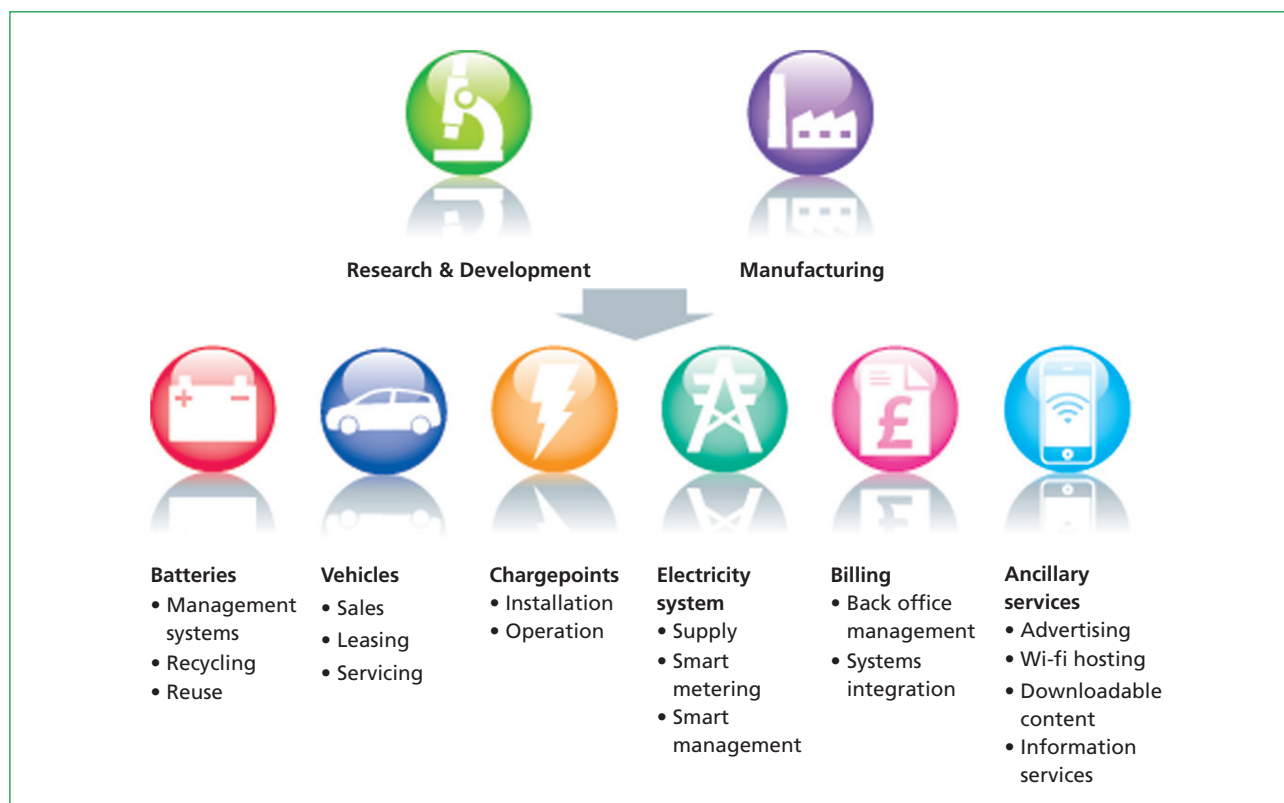 Research & Development
Manufacturing
Batteries
• Management
systems
• Recycling
• Reuse
Vehicles
• Sales
• Leasing
• Servicing
Chargepoints
• Installation
• Operation
Electricity
system
• Supply
• Smart
metering
• Smart
management
Billing
• Back office
management
• Systems
integration
Ancillary
services
• Advertising
• Wi-fi hosting
• Downloadable
content
• Information
services